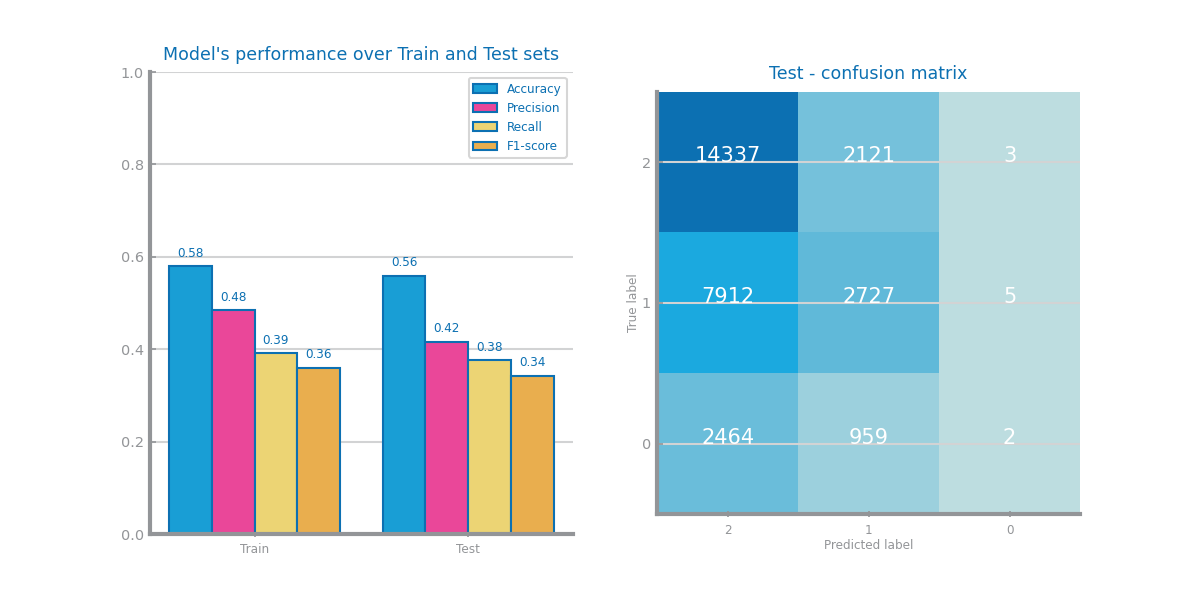 Model's performance over Train and Test sets
1.0
0.8
0.6
0.4
0.2
0.0
Accuracy
Precision
Recall
F1-score
0.58
0.48
0.39
0.36
0.56
0.42
0.38
0.34
Train
Test
Test - confusion matrix
True label
2
14337
2121
3
1
7912
2727
5
0
2464
959
2
2
1
0
Predicted label